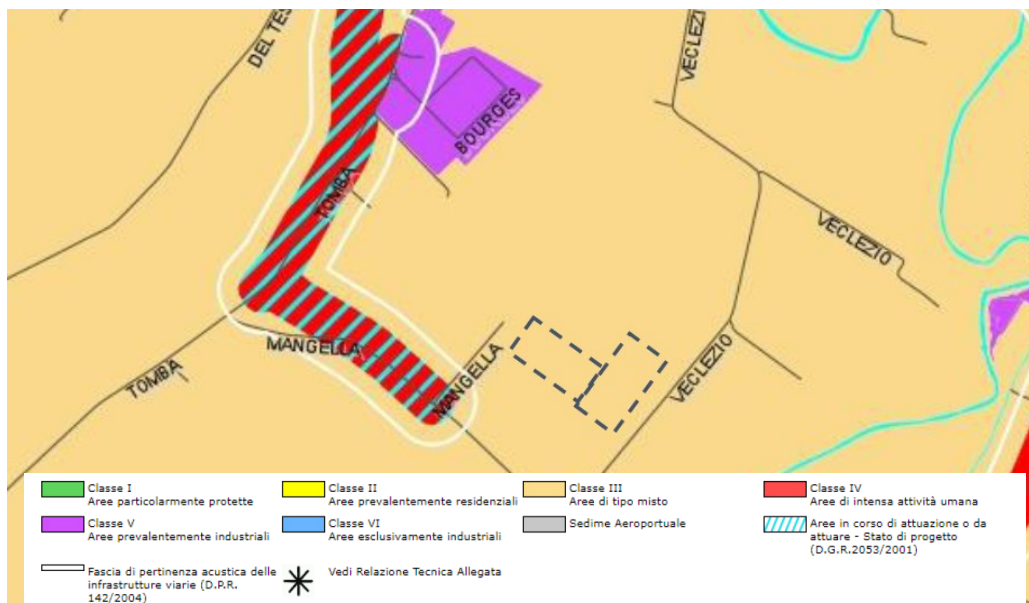 DEL TES
VECLEZI
BOURGES
TOMBA
VECLEZIO
MANGELLA
MANGELLA
TOMBA
VECLEZIO
Classe I
Aree particolarmente protette
Classe II
Aree prevalentemente residenziali
Classe III
Aree di tipo misto
Classe IV
Aree di intensa attività umana
Classe V
Aree prevalentemente industriali
Classe VI
Aree esclusivamente industriali
Sedime Aeroportuale
Aree in corso di attuazione o da
attuare - Stato di progetto
(D.G.R.2053/2001)
Fascia di pertinenza acustica delle
infrastrutture viarie (D.P.R.
142/2004)
Vedi Relazione Tecnica Allegata